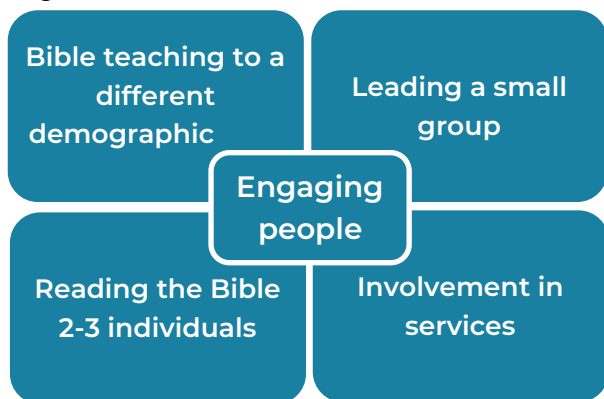 Bible teaching to a
different
demographic
Leading a small
group
Engaging
people
Reading the Bible
2-3 individuals
Involvement in
services